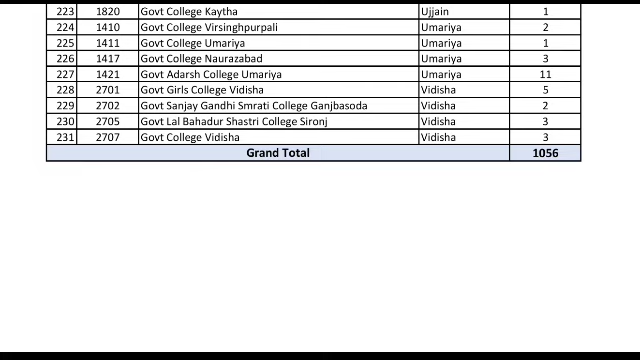 223 1820 Govt College Kaytha Ujjain 1
224 1410 Govt College Virsinghpurpali Umariya 2
225 1411 Govt College Umariya Umariya 1
226 1417 Govt College Naurazabad Umariya 3
227 1421 Govt Adarsh College Umariya Umariya 11
228 2701 Govt Girls College Vidisha Vidisha 5
229 2702 Govt Sanjay Gandhi Smrati College Ganjbasoda Vidisha 2
230 2705 Govt Lal Bahadur Shastri College Sironj Vidisha 3
231 2707 Govt College Vidisha Vidisha 3
Grand Total 1056